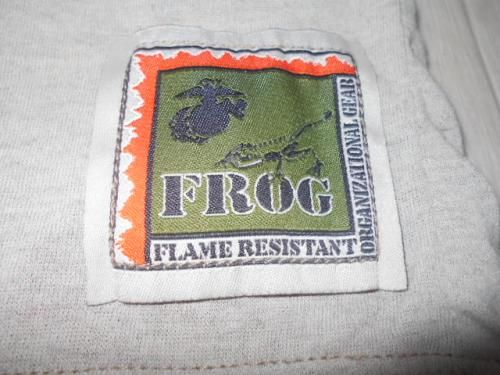 FROG
FLAME RESISTANT
ORGANIZATIONAL GEAR